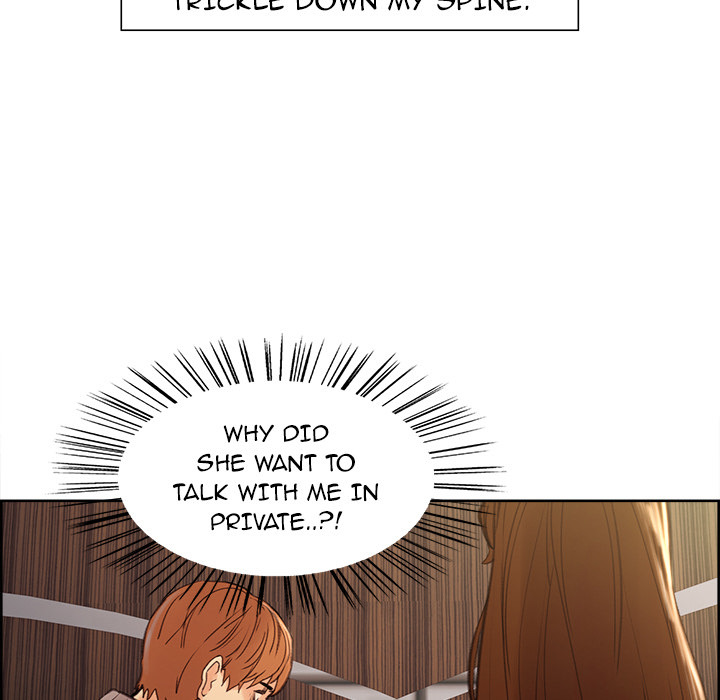 TRICKLE DOWN MY SPINE.
WHY DID
SHE WANT TO
TALK WITH ME IN
PRIVATE..?!